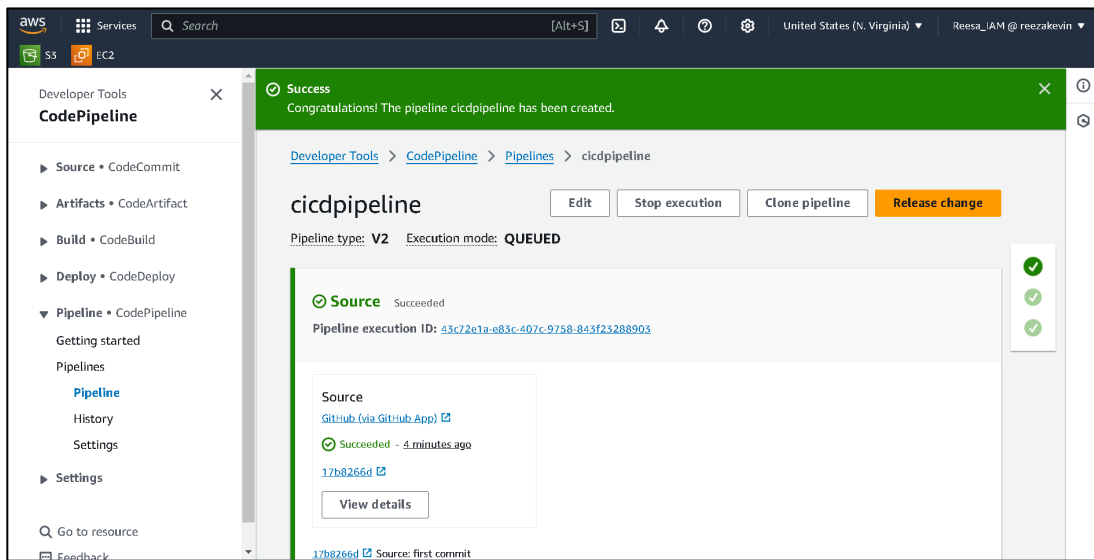 aws
Services
Search
[Alt+S]
United States (N. Virginia) ▼
Reesa_IAM @ reezakevin ▼
S3
EC2
Developer Tools
CodePipeline
Source • CodeCommit
Artifacts • CodeArtifact
Build • CodeBuild
Deploy • CodeDeploy
Pipeline • CodePipeline
Getting started
Pipelines
Pipeline
History
Settings
Settings
Go to resource
Feedback
Success
Congratulations! The pipeline cicdpipeline has been created.
Developer Tools > CodePipeline > Pipelines > cicdpipeline
cicdpipeline
Edit
Stop execution
Clone pipeline
Release change
Pipeline type: V2 Execution mode: QUEUED
Source Succeeded
Pipeline execution ID: 43c72e1a-e83c-407c-9758-843f23288903
Source
GitHub (via GitHub App)
Succeeded - 4 minutes ago
17b8266d
View details
17b8266d Source: first commit